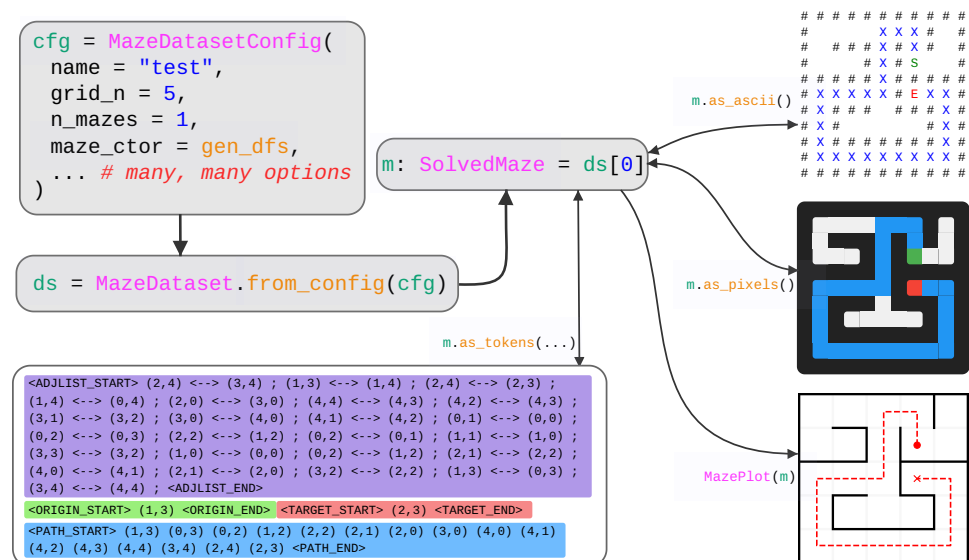 cfg = MazeDatasetConfig(
name = "test",
grid_n = 5,
n_mazes = 1,
maze_ctor = gen_dfs,
... # many, many options
)
ds = MazeDataset.from_config(cfg)
m: SolvedMaze = ds[0]
m.as_ascii()
# # # # # # # # # # #
#         X X X #   #
#   # # # X # X #   #
#       # X # S     #
# # # # # X # # # # #
# X X X X X # E X X #
# X # # #   # # # X #
# X #           # X #
# X # # # # # # # X #
# X X X X X X X X X #
# # # # # # # # # # #
m.as_pixels()
m.as_tokens(...)
MazePlot(m)
<ADJLIST_START> (2,4) <--> (3,4) ; (1,3) <--> (1,4) ; (2,4) <--> (2,3) ;
(1,4) <--> (0,4) ; (2,0) <--> (3,0) ; (4,4) <--> (4,3) ; (4,2) <--> (4,3) ;
(3,1) <--> (3,2) ; (3,0) <--> (4,0) ; (4,1) <--> (4,2) ; (0,1) <--> (0,0) ;
(0,2) <--> (0,3) ; (2,2) <--> (1,2) ; (0,2) <--> (0,1) ; (1,1) <--> (1,0) ;
(3,3) <--> (3,2) ; (1,0) <--> (0,0) ; (0,2) <--> (1,2) ; (2,1) <--> (2,2) ;
(4,0) <--> (4,1) ; (2,1) <--> (2,0) ; (3,2) <--> (2,2) ; (1,3) <--> (0,3) ;
(3,4) <--> (4,4) ; <ADJLIST_END>
<ORIGIN_START> (1,3) <ORIGIN_END> <TARGET_START> (2,3) <TARGET_END>
<PATH_START> (1,3) (0,3) (0,2) (1,2) (2,2) (2,1) (2,0) (3,0) (4,0) (4,1)
(4,2) (4,3) (4,4) (3,4) (2,4) (2,3) <PATH_END>